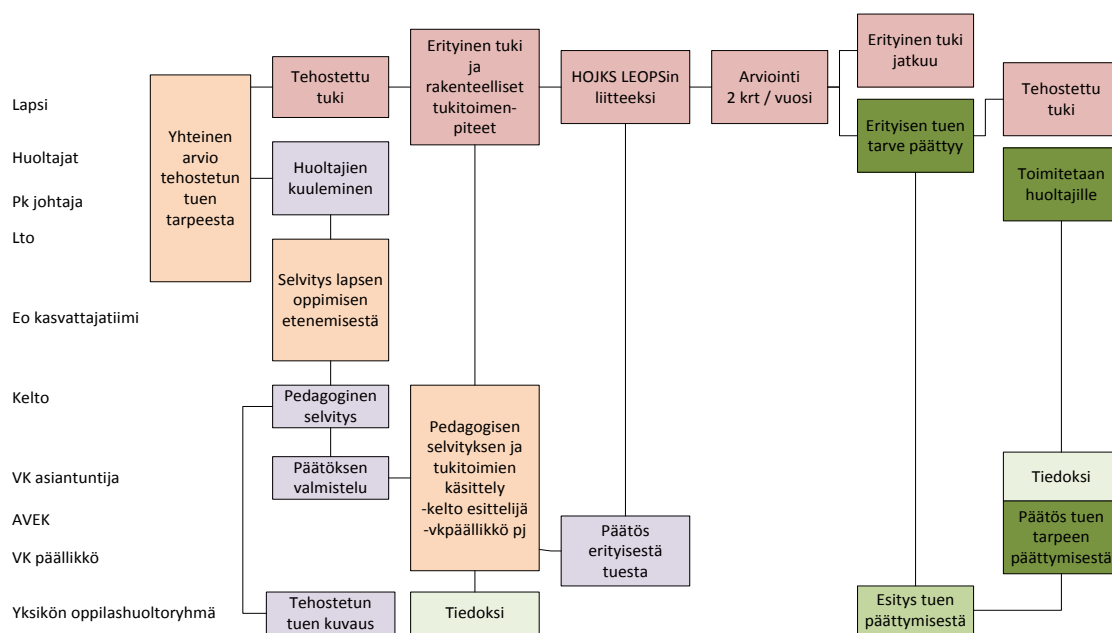 Lapsi
Huoltajat
Pk johtaja
Lto
Eo kasvattajatiimi
Kelto
VK asiantuntija
AVEK
VK päällikkö
Yksikön oppilashuoltoryhmä
Yhteinen
arvio
tehostetun
tuen
tarpeesta
Tehostettu
tuki
Huoltajien
kuuleminen
Selvitys lapsen
oppimisen
etenemisestä
Pedagoginen
selvitys
Päätöksen
valmistelu
Tehostetun
tuen kuvaus
Erityinen tuki
ja
rakenteelliset
tukitoimen-
piteet
Pedagogisen
selvityksen ja
tukitoimien
käsittely
-kelto esittelijä
-vkpäällikkö pj
Tiedoksi
HOJKS LEOPSin
liitteeksi
Päätös
erityisestä
tuesta
Arviointi
2 krt / vuosi
Erityinen tuki
jatkuu
Erityisen tuen
tarve päättyy
Esitys tuen
päättymisestä
Tehostettu
tuki
Toimitetaan
huoltajille
Tiedoksi
Päätös tuen
tarpeen
päättymisestä